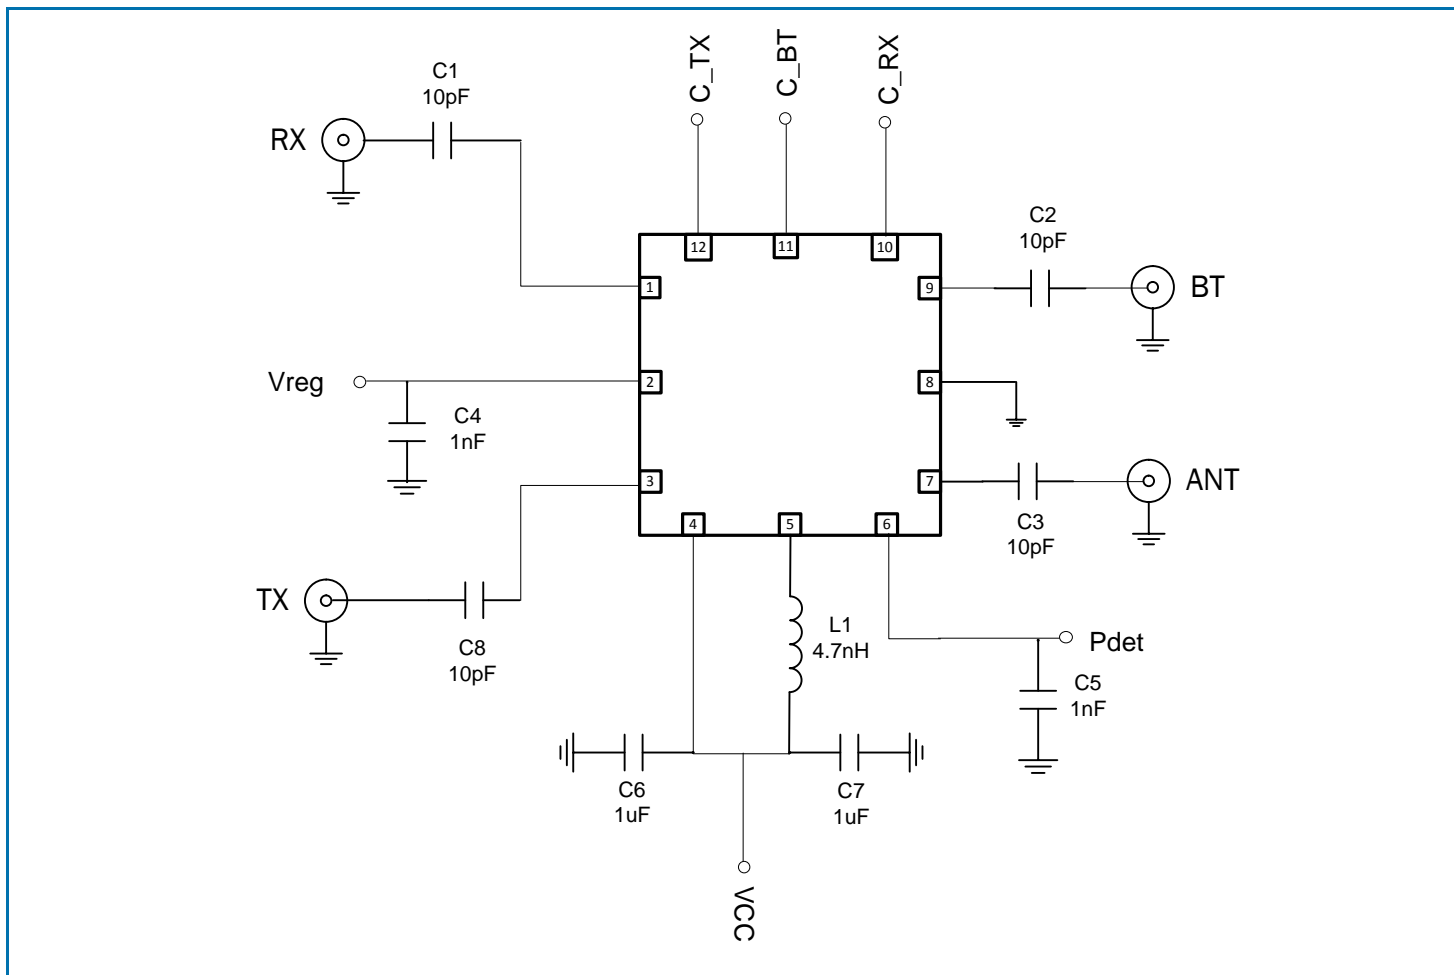 C_TX
C_BT
C_RX
C1
10pF
RX
12
11
10
C2
10pF
1
9
BT
Vreg
2
8
C4
1nF
3
7
ANT
4
5
6
C3
10pF
TX
L1
4.7nH
Pdet
C8
10pF
C5
1nF
C6
1uF
C7
1uF
VCC